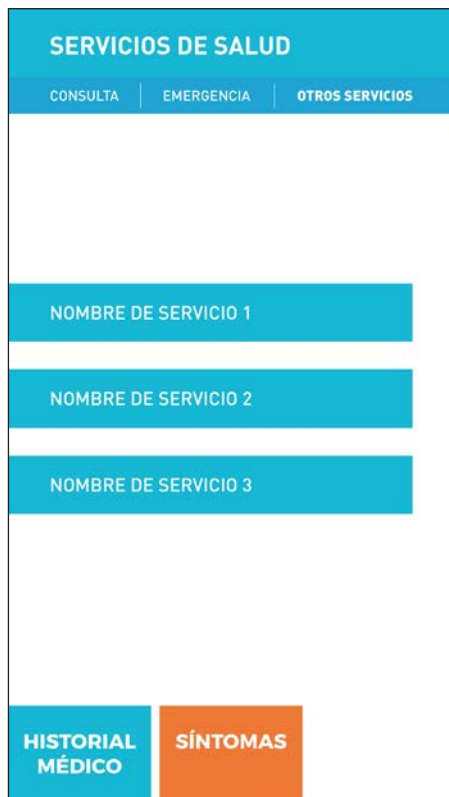 SERVICIOS DE SALUD
CONSULTA EMERGENCIA OTROS SERVICIOS
NOMBRE DE SERVICIO 1
NOMBRE DE SERVICIO 2
NOMBRE DE SERVICIO 3
HISTORIAL
MÉDICO
SÍNTOMAS